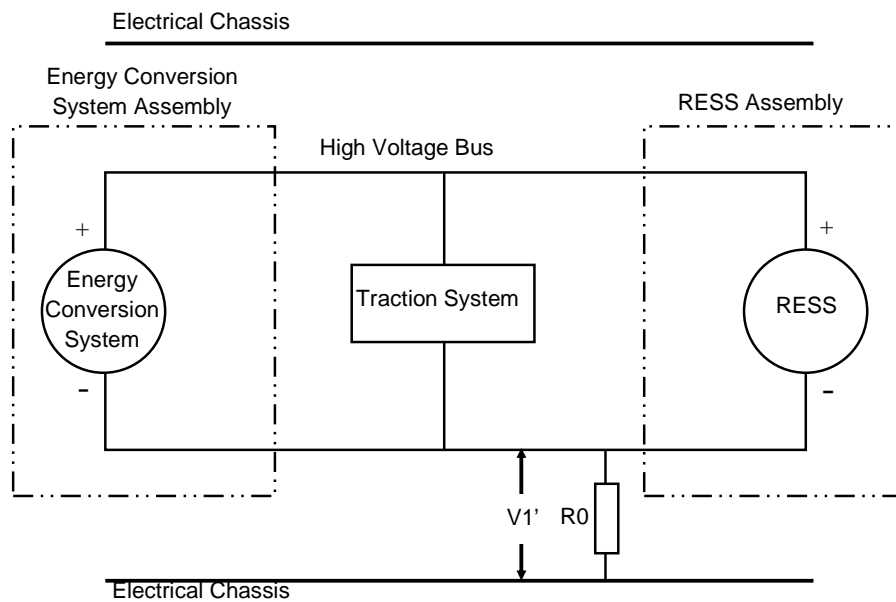 Electrical Chassis
Energy Conversion
System Assembly
RESS Assembly
High Voltage Bus
+
+
Energy
Conversion
System
Traction System
RESS
-
-
V1’
R0
Electrical Chassis